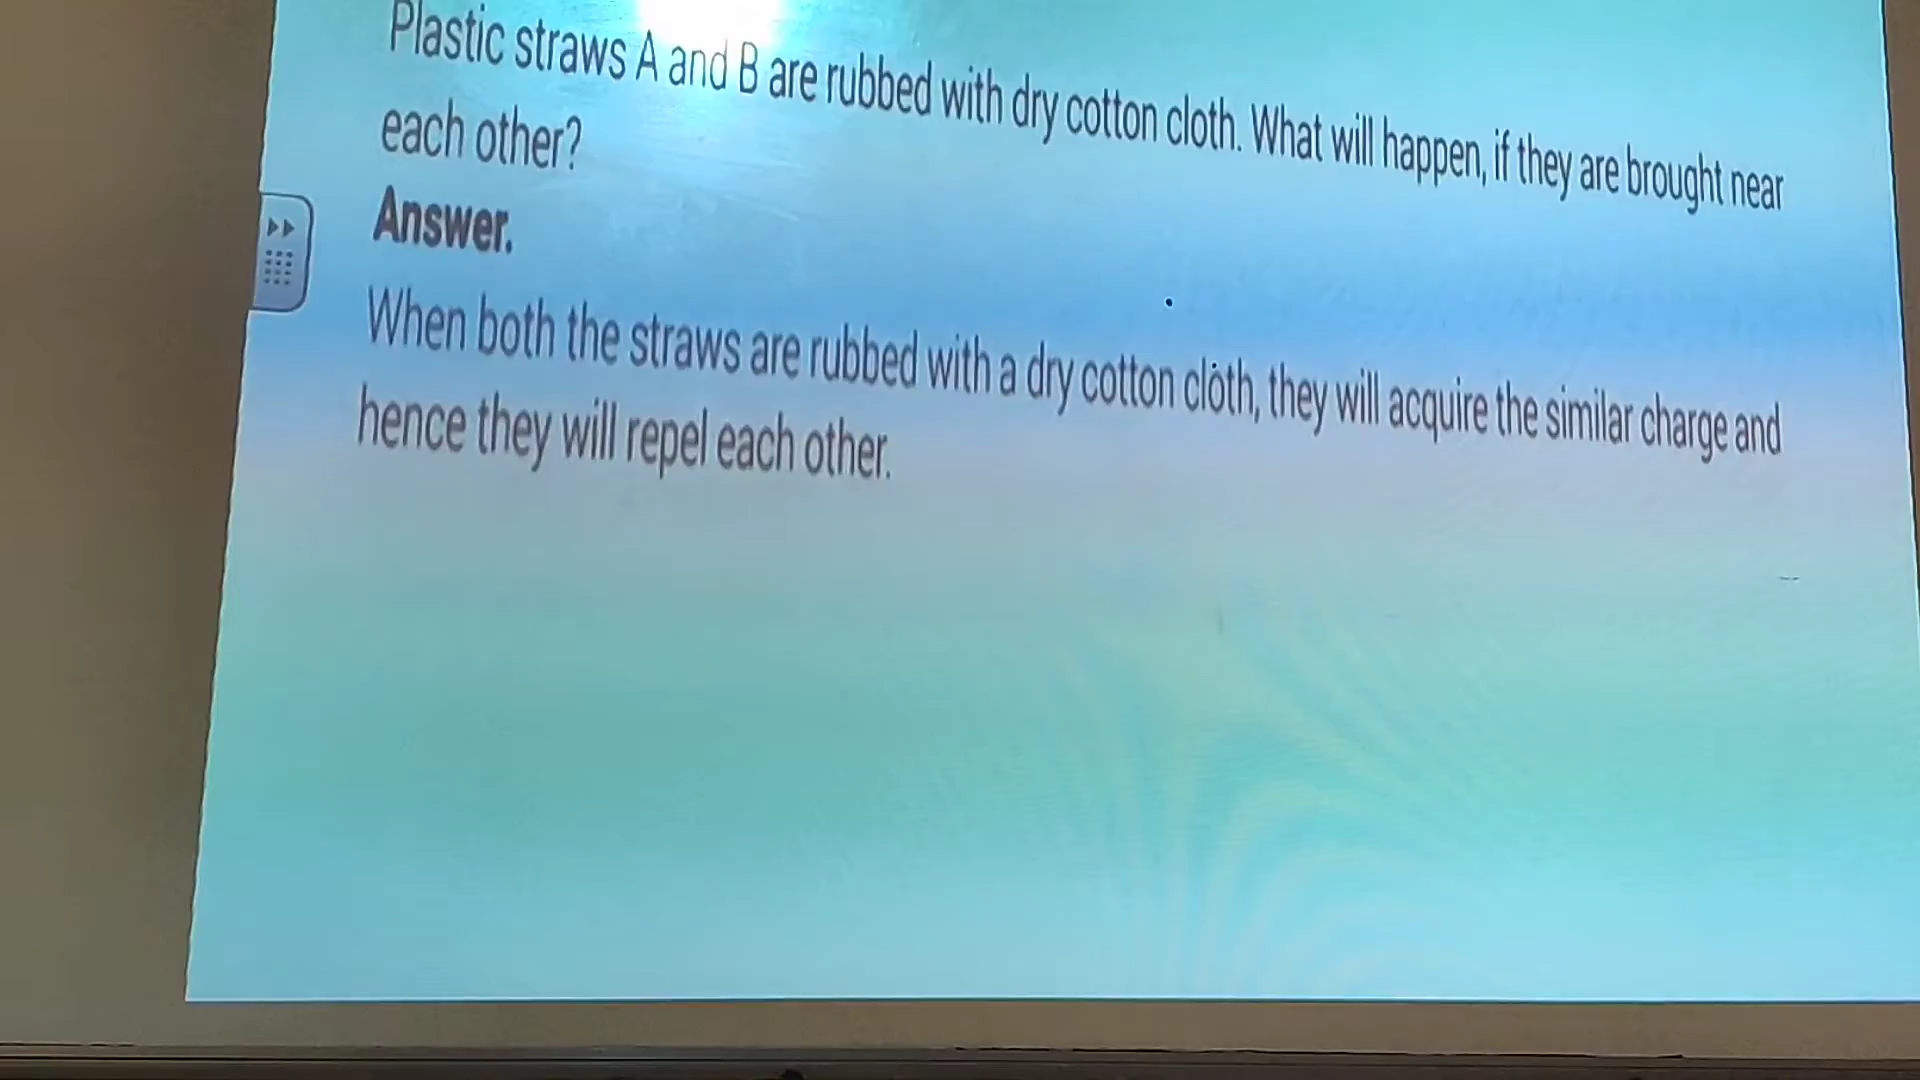 Plastic straws A and B are rubbed with dry cotton cloth. What will happen, if they are brought near
each other?
Answer.
When both the straws are rubbed with a dry cotton cloth, they will acquire the similar charge and
hence they will repel each other.